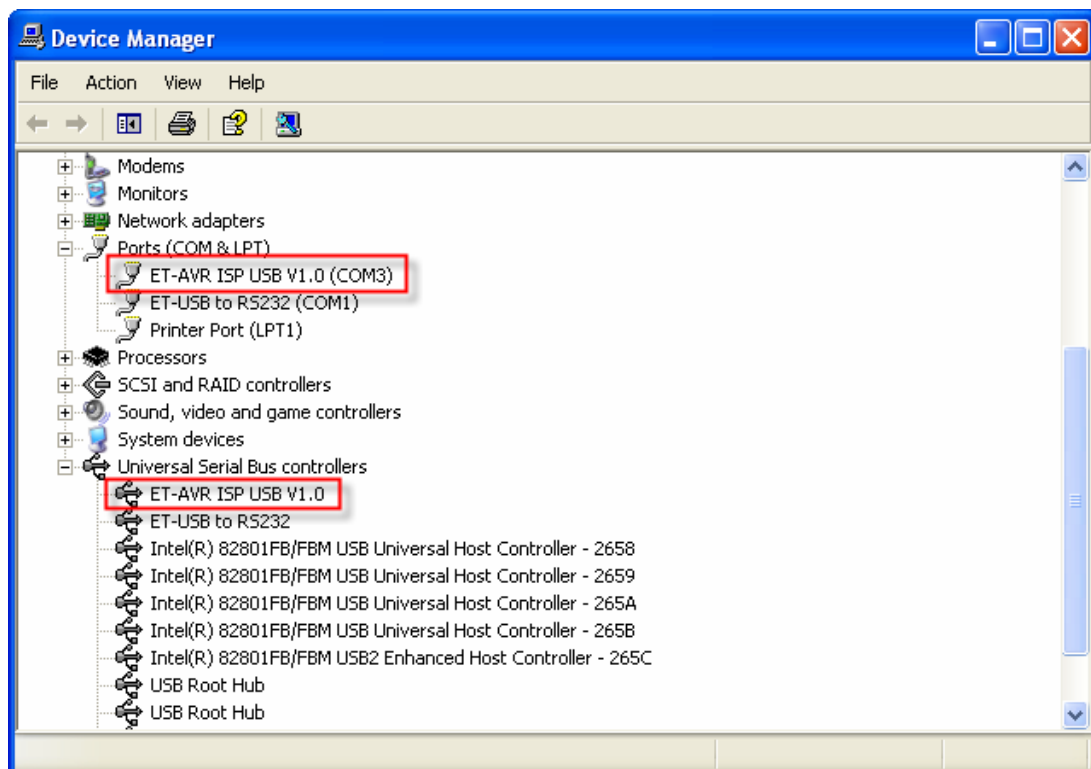 Device Manager
File Action View Help
Modems
Monitors
Network adapters
Ports (COM & LPT)
ET-AVR ISP USB V1.0 (COM3)
ET-USB to RS232 (COM1)
Printer Port (LPT1)
Processors
SCSI and RAID controllers
Sound, video and game controllers
System devices
Universal Serial Bus controllers
ET-AVR ISP USB V1.0
ET-USB to RS232
Intel(R) 82801FB/FBM USB Universal Host Controller - 2658
Intel(R) 82801FB/FBM USB Universal Host Controller - 2659
Intel(R) 82801FB/FBM USB Universal Host Controller - 265A
Intel(R) 82801FB/FBM USB Universal Host Controller - 265B
Intel(R) 82801FB/FBM USB2 Enhanced Host Controller - 265C
USB Root Hub
USB Root Hub